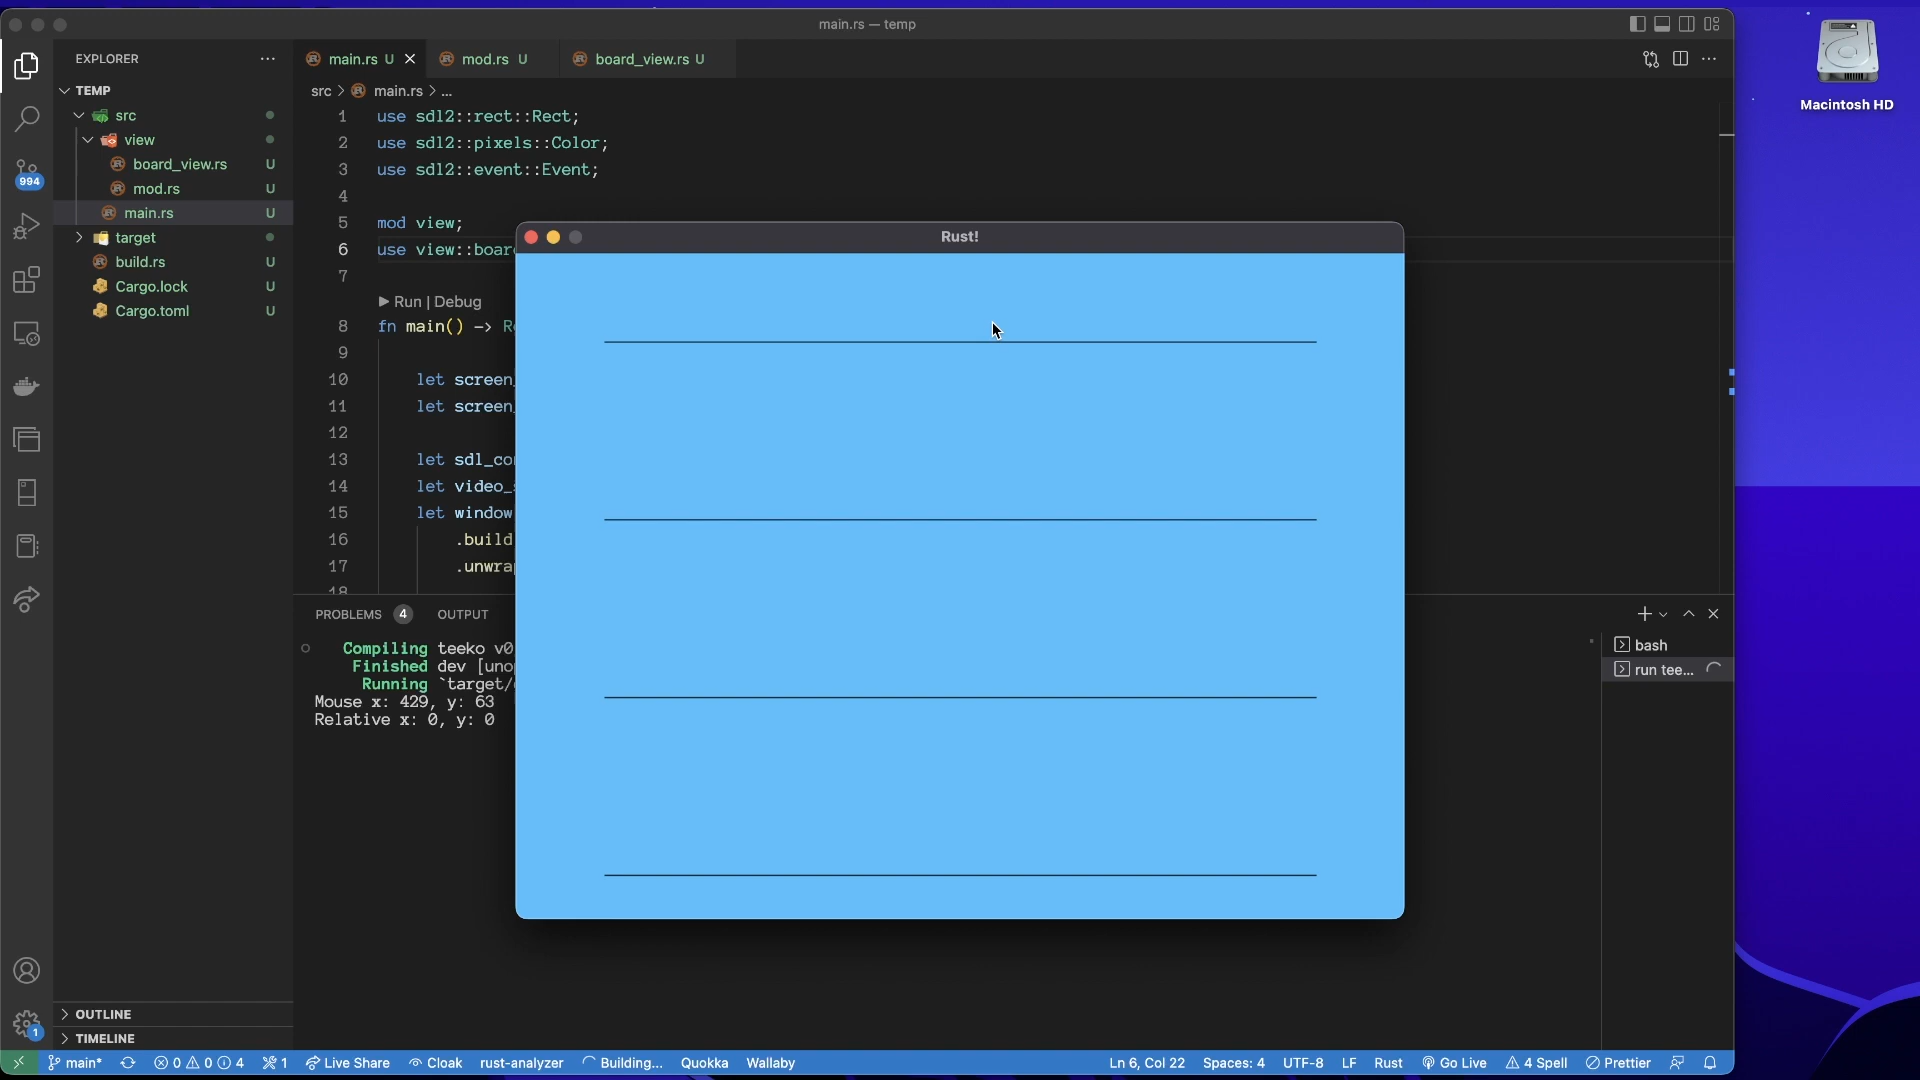 main.rs — temp
Macintosh HD
EXPLORER
TEMP
src
view
board_view.rs U
mod.rs U
main.rs U
target
build.rs U
Cargo.lock U
Cargo.toml U
OUTLINE
TIMELINE
994
1
main.rs U
mod.rs U
board_view.rs U
src > main.rs > ...
1 use sdl2::rect::Rect;
2 use sdl2::pixels::Color;
3 use sdl2::event::Event;
4
5 mod view;
6 use view::boar
7
Run | Debug
8 fn main() -> R
9
10 let screen_
11 let screen_
12
13 let sdl_co
14 let video_
15 let window
16 .build
17 .unwra
18
Rust!
PROBLEMS 4 OUTPUT
Compiling teeko v0
Finished dev [uno
Running `target/
Mouse x: 429, y: 63
Relative x: 0, y: 0
bash
run tee...
main* 0 0 4 1 Live Share Cloak rust-analyzer Building... Quokka Wallaby
Ln 6, Col 22 Spaces: 4 UTF-8 LF Rust Go Live 4 Spell Prettier